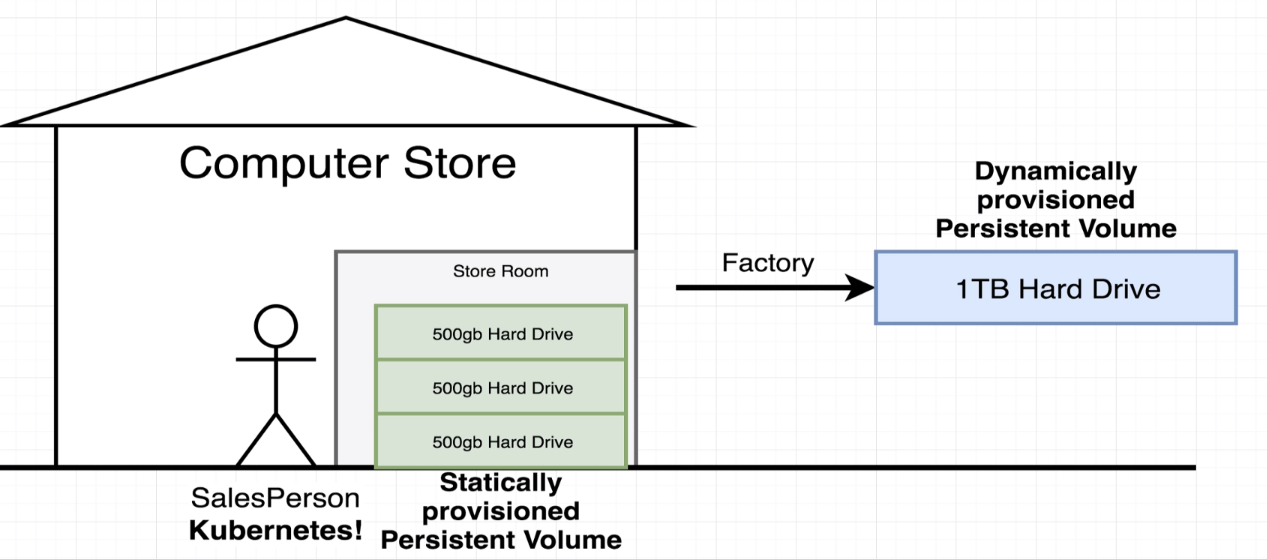 Computer Store
Store Room
500gb Hard Drive
500gb Hard Drive
500gb Hard Drive
SalesPerson
Kubernetes!
Statically
provisioned
Persistent Volume
Factory
Dynamically
provisioned
Persistent Volume
1TB Hard Drive